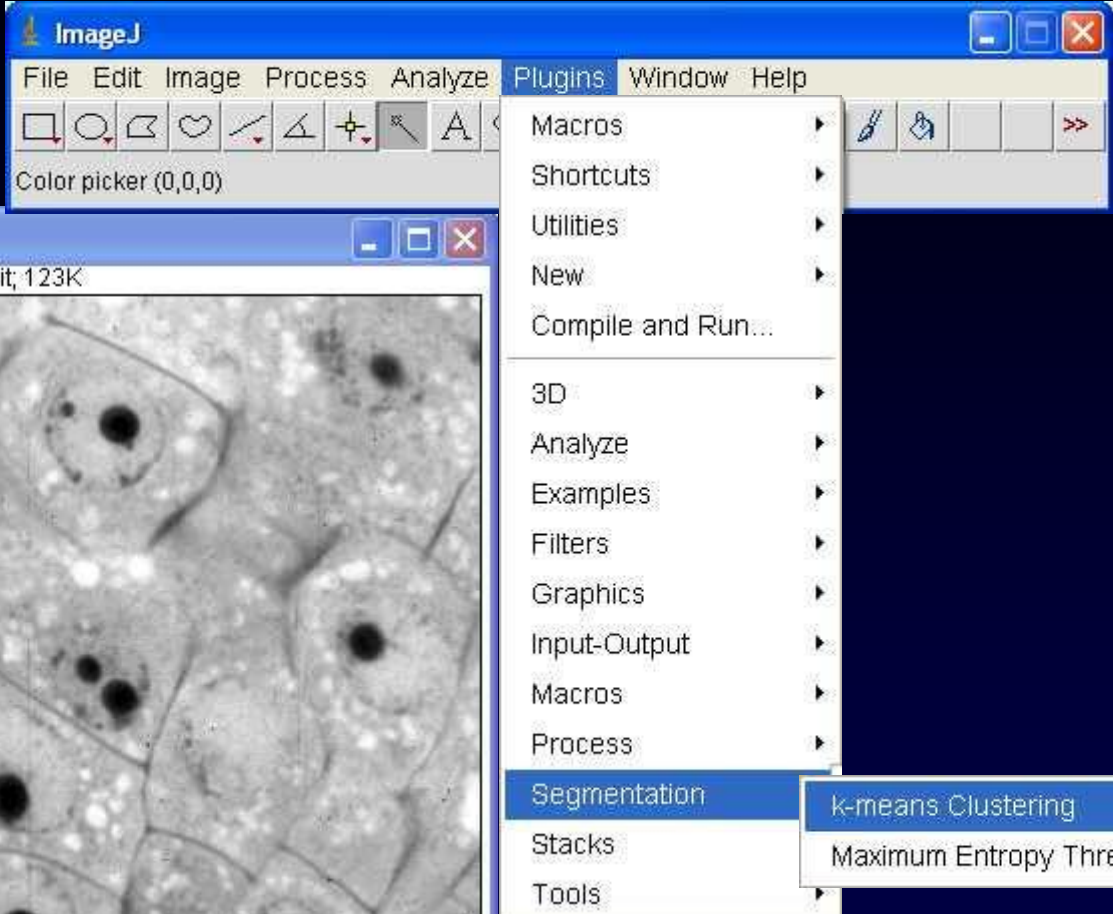 ImageJ
File Edit Image Process Analyze Plugins Window Help
A
>>
Color picker (0,0,0)
it; 123K
Macros
Shortcuts
Utilities
New
Compile and Run...
3D
Analyze
Examples
Filters
Graphics
Input-Output
Macros
Process
Segmentation
k-means Clustering
Maximum Entropy Thre
Stacks
Tools